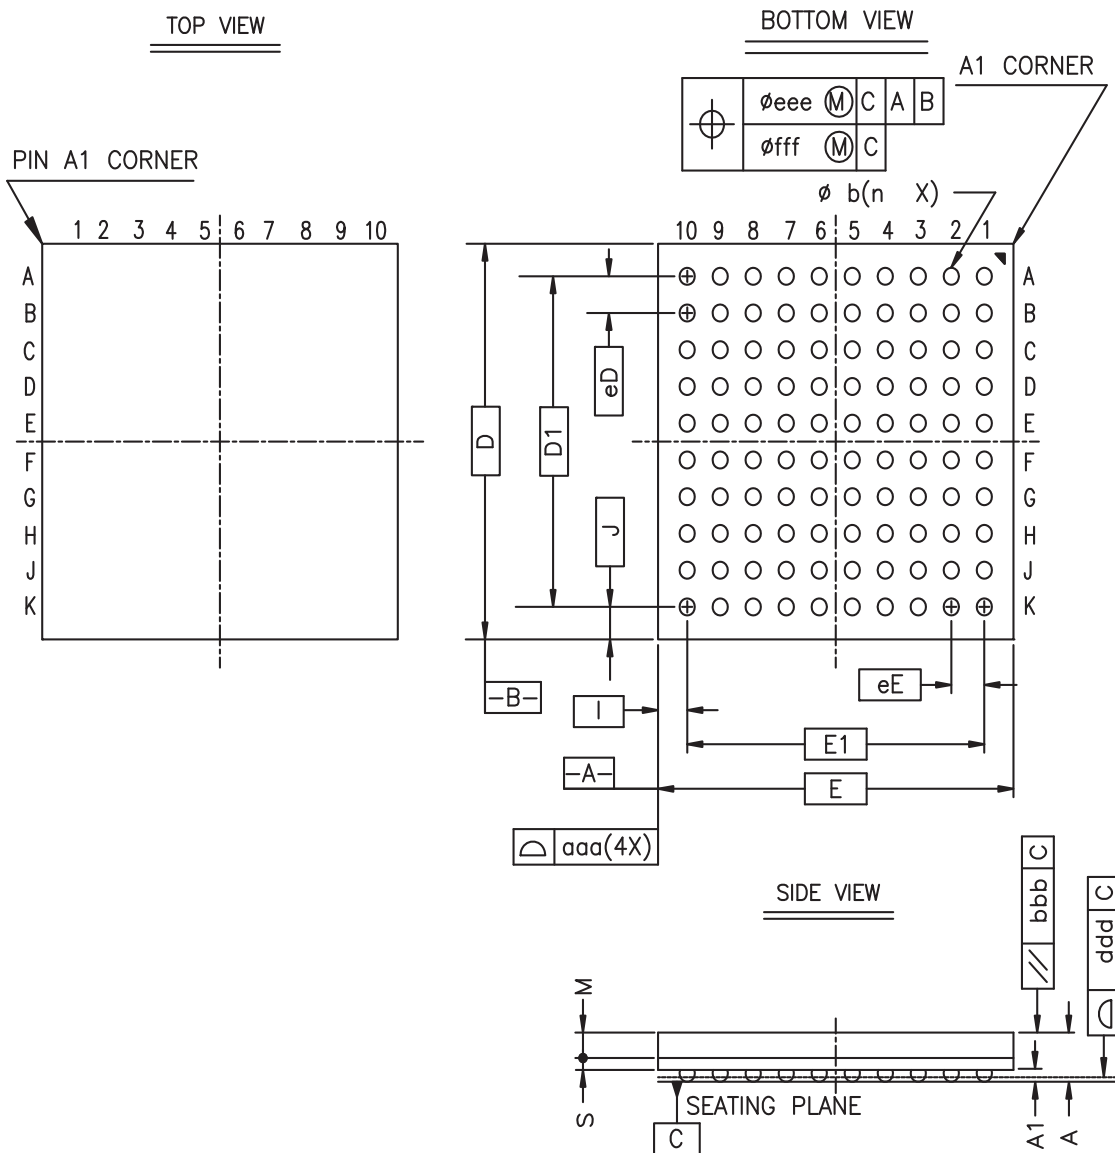 TOP VIEW
BOTTOM VIEW
A1 CORNER
øeee Ⓜ C A B
øfff Ⓜ C
PIN A1 CORNER
ø b(n X)
1 2 3 4 5 6 7 8 9 10
A
B
C
D
E
F
G
H
J
K
10 9 8 7 6 5 4 3 2 1
A
B
C
D
E
F
G
H
J
K
eD
D
D1
J
-B-
I
eE
E1
-A-
E
aaa(4X)
SIDE VIEW
// bbb C
ddd C
M
S
SEATING PLANE
C
A1
A